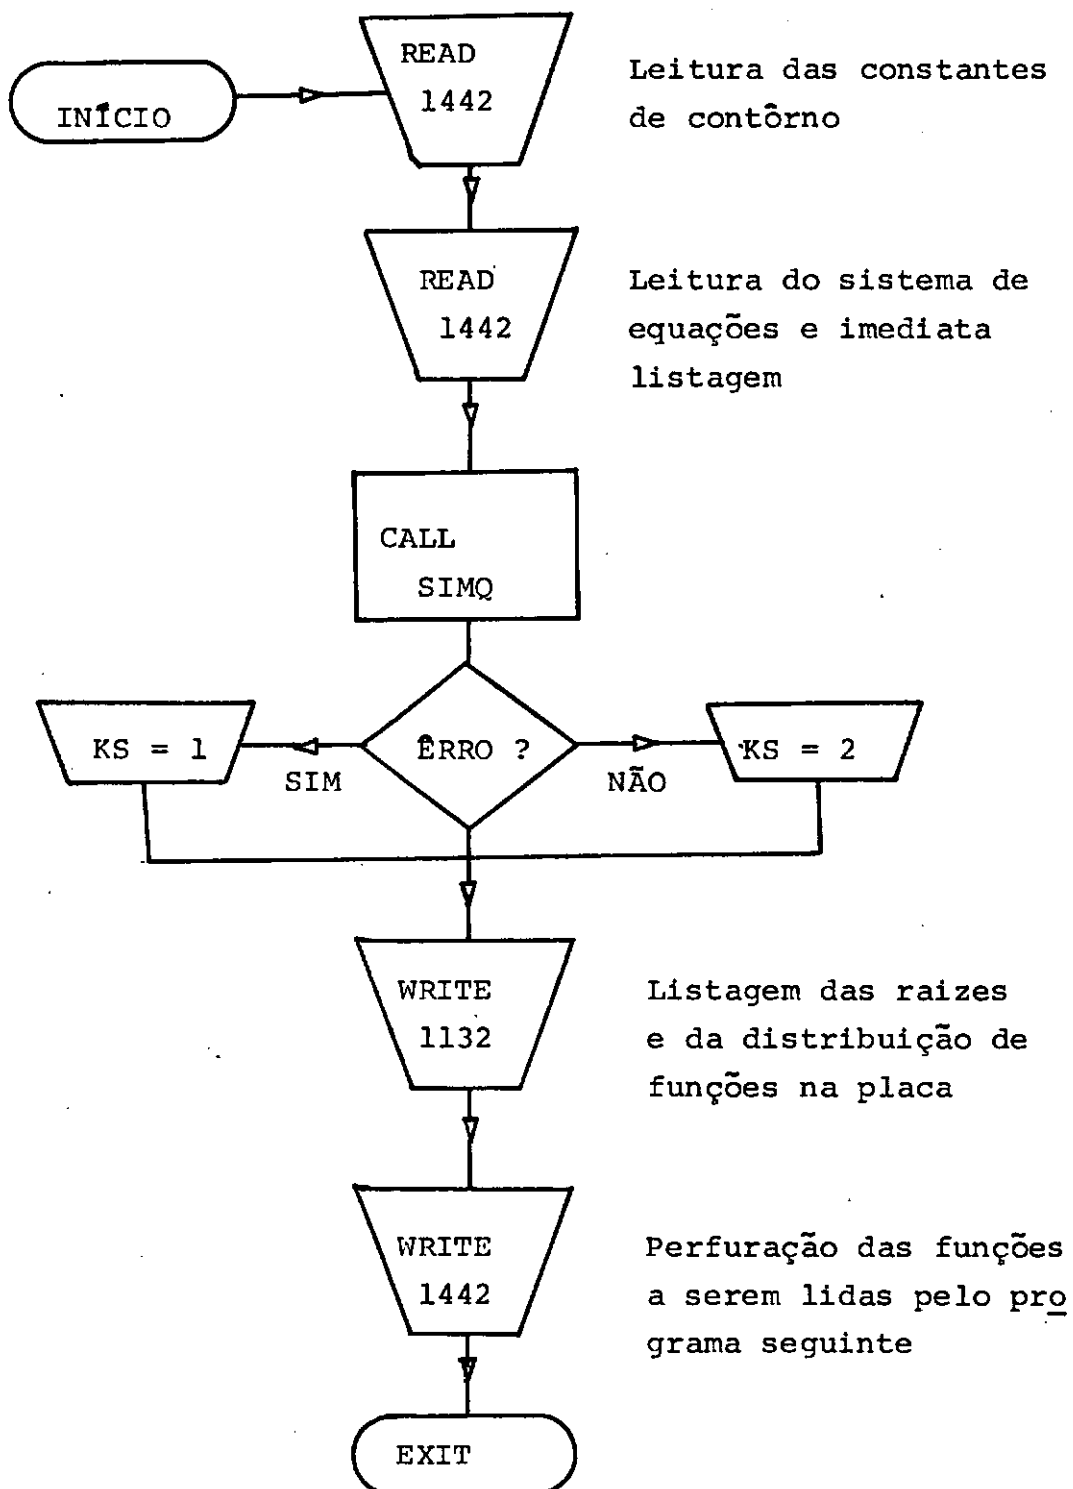 INÍCIO
READ
1442
Leitura das constantes
de contôrno
READ
1442
Leitura do sistema de
equações e imediata
listagem
CALL
SIMQ
KS = 1
SIM
ÊRRO ?
NÃO
KS = 2
WRITE
1132
Listagem das raizes
e da distribuição de
funções na placa
WRITE
1442
Perfuração das funções
a serem lidas pelo pro
grama seguinte
EXIT